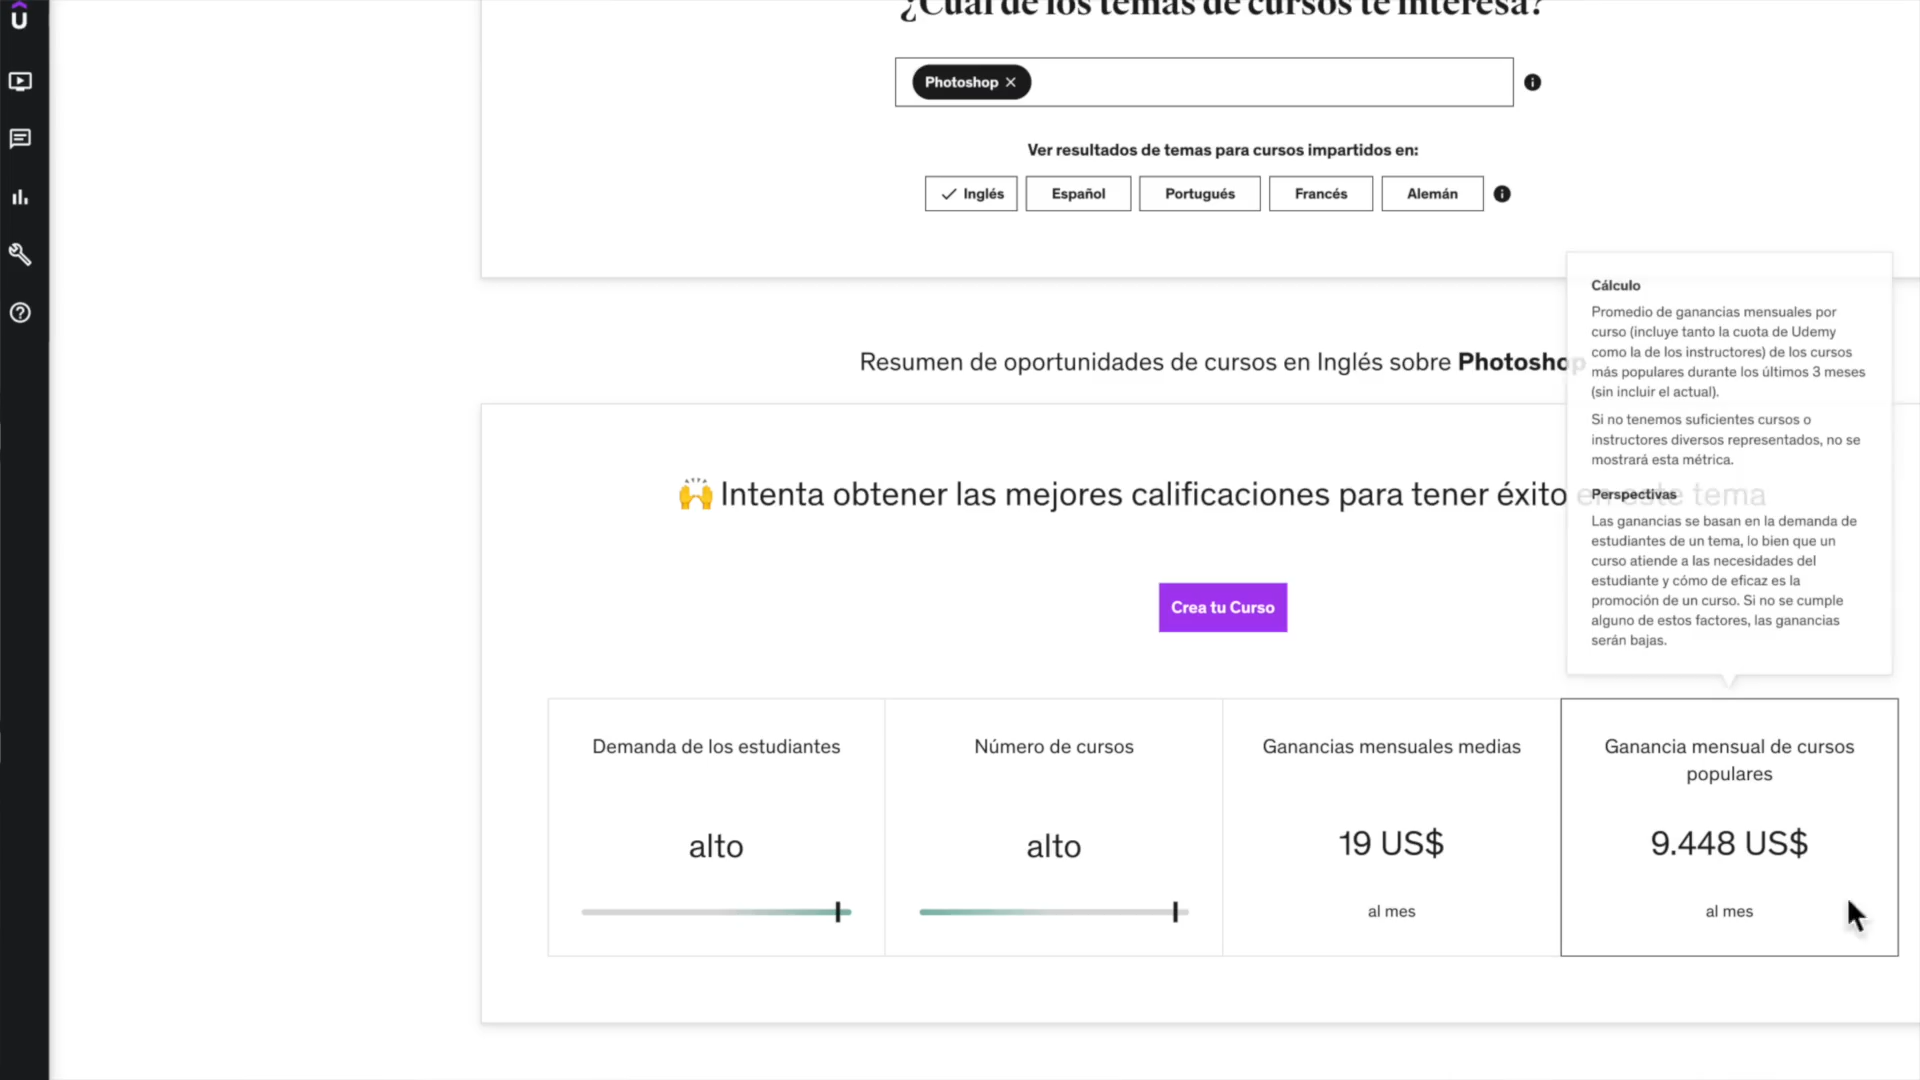 ¿Cuál de los temas de cursos te interesa?
Photoshop
Ver resultados de temas para cursos impartidos en:
Inglés
Español
Portugués
Francés
Alemán
Resumen de oportunidades de cursos en Inglés sobre Photoshop
Intenta obtener las mejores calificaciones para tener éxito en este tema
Crea tu Curso
Cálculo
Promedio de ganancias mensuales por
curso (incluye tanto la cuota de Udemy
como la de los instructores) de los cursos
más populares durante los últimos 3 meses
(sin incluir el actual).
Si no tenemos suficientes cursos o
instructores diversos representados, no se
mostrará esta métrica.
Perspectivas
Las ganancias se basan en la demanda de
estudiantes de un tema, lo bien que un
curso atiende a las necesidades del
estudiante y cómo de eficaz es la
promoción de un curso. Si no se cumple
alguno de estos factores, las ganancias
serán bajas.
Demanda de los estudiantes
alto
Número de cursos
alto
Ganancias mensuales medias
19 US$
al mes
Ganancia mensual de cursos
populares
9.448 US$
al mes